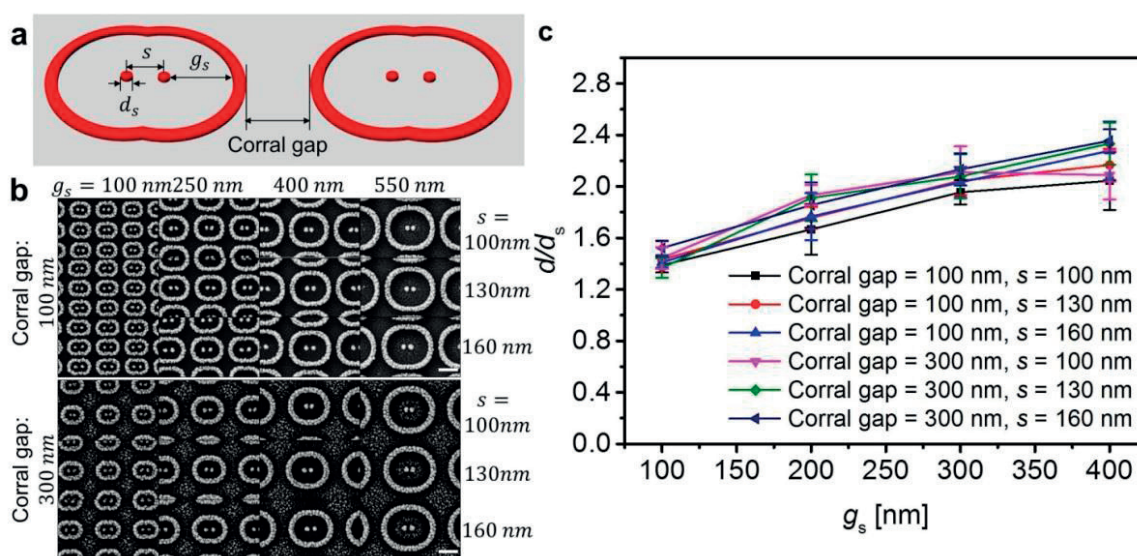 a
s
g_s
d_s
Corral gap
b
g_s = 100 nm 250 nm 400 nm 550 nm
Corral gap:
100 nm
s =
100nm
130nm
160 nm
Corral gap:
300 nm
s =
100nm
130nm
160 nm
c
d/d_s
2.8
2.4
2.0
1.6
1.2
0.8
0.4
0.0
Corral gap = 100 nm, s = 100 nm
Corral gap = 100 nm, s = 130 nm
Corral gap = 100 nm, s = 160 nm
Corral gap = 300 nm, s = 100 nm
Corral gap = 300 nm, s = 130 nm
Corral gap = 300 nm, s = 160 nm
100 150 200 250 300 350 400
g_s [nm]